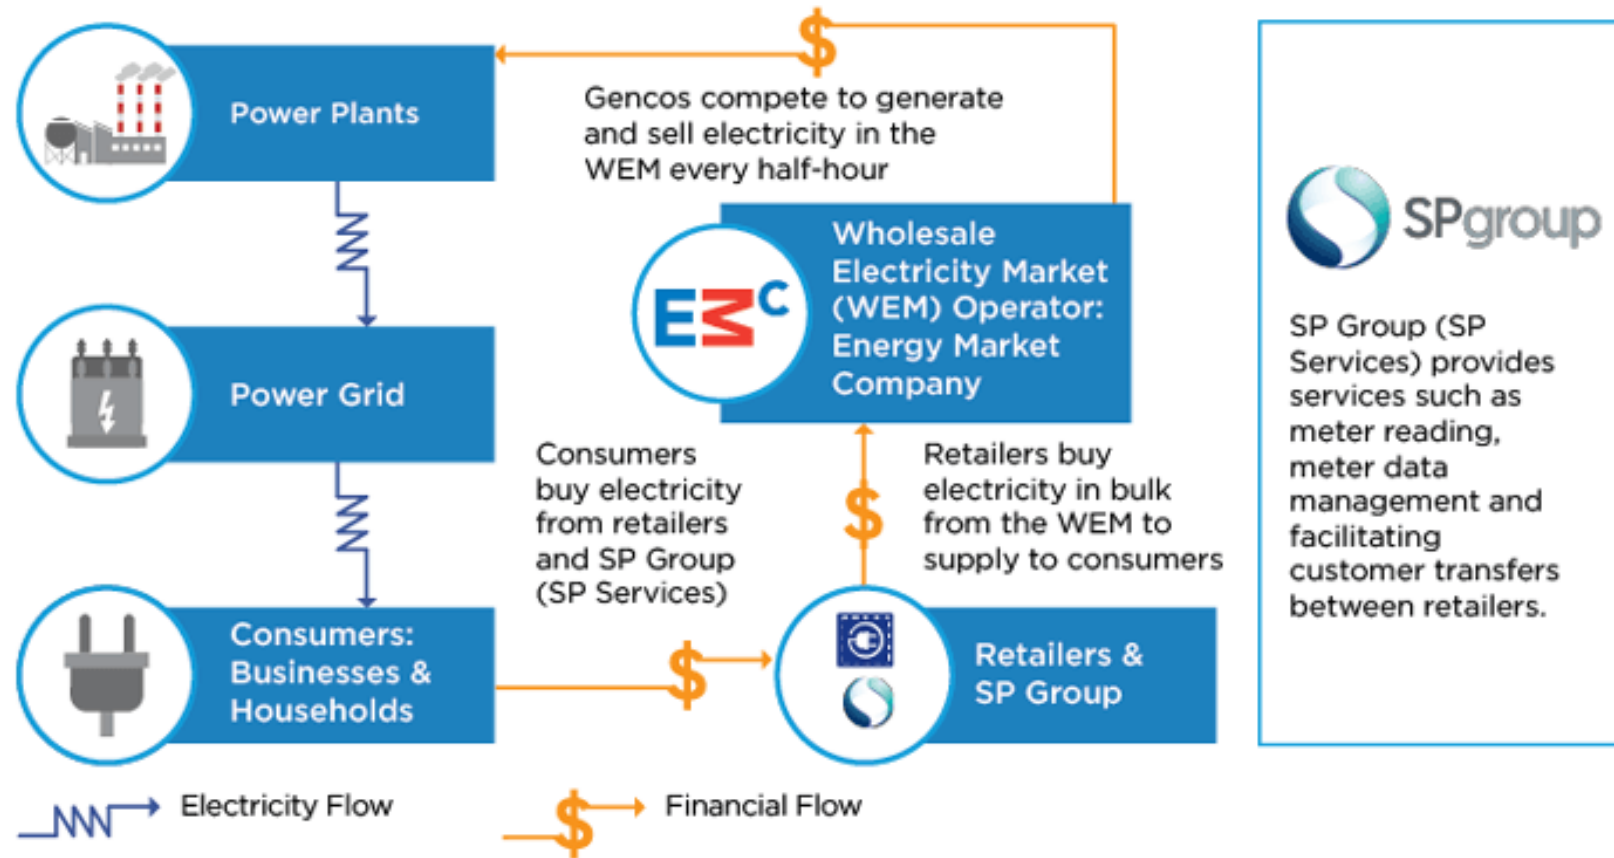 Power Plants
$
Gencos compete to generate
and sell electricity in the
WEM every half-hour
EMC
Wholesale
Electricity Market
(WEM) Operator:
Energy Market
Company
Power Grid
Consumers
buy electricity
from retailers
and SP Group
(SP Services)
$
Retailers buy
electricity in bulk
from the WEM to
supply to consumers
Consumers:
Businesses &
Households
$
Retailers &
SP Group
Electricity Flow
$
Financial Flow
SPgroup
SP Group (SP
Services) provides
services such as
meter reading,
meter data
management and
facilitating
customer transfers
between retailers.